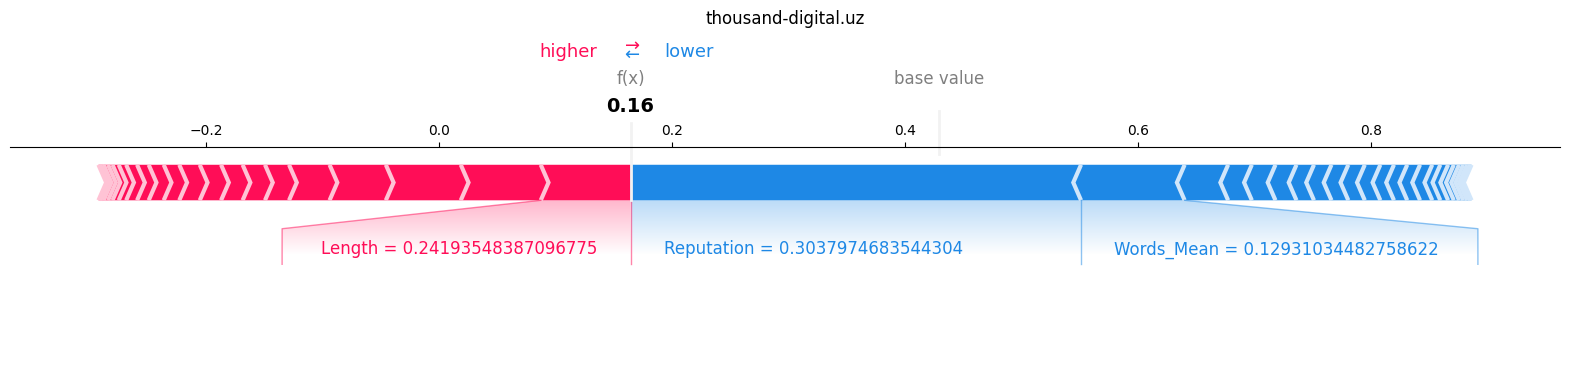 thousand-digital.uz
higher ⇄ lower
f(x) base value
0.16
−0.2 0.0 0.2 0.4 0.6 0.8
Length = 0.24193548387096775 Reputation = 0.3037974683544304 Words_Mean = 0.12931034482758622